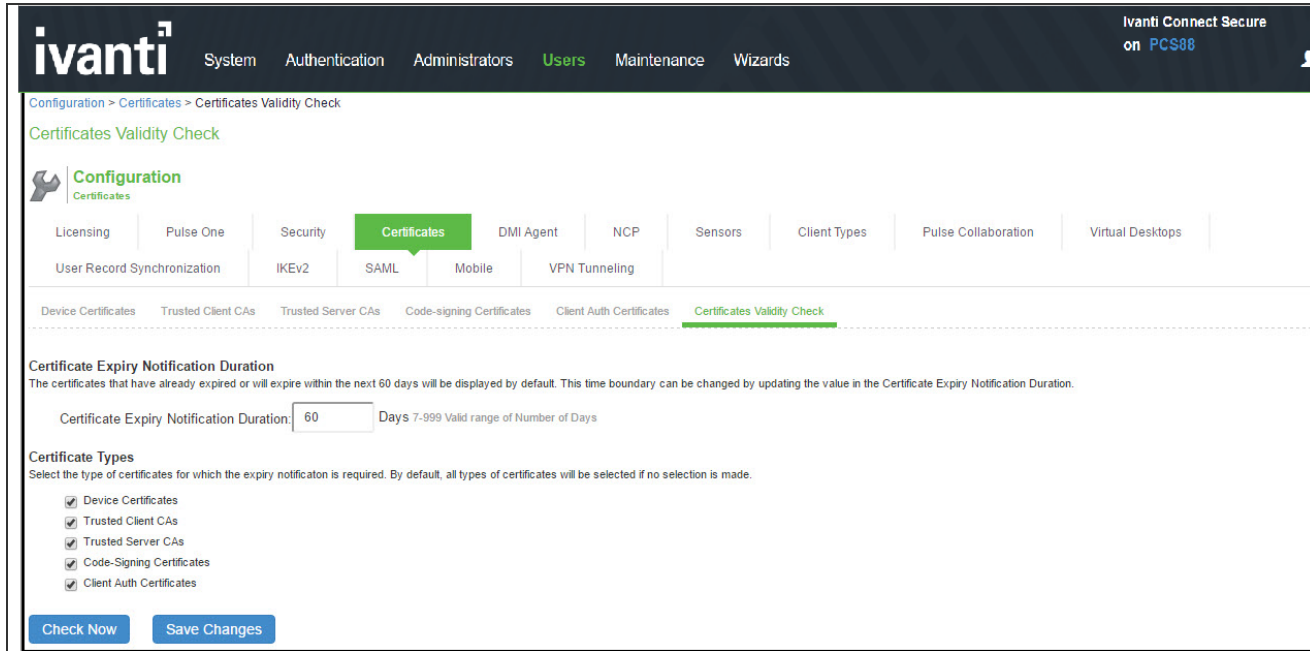 Ivanti Connect Secure
on PCS88
ivanti
System Authentication Administrators Users Maintenance Wizards
Configuration > Certificates > Certificates Validity Check
Certificates Validity Check
Configuration
Certificates
Licensing Pulse One Security Certificates DMI Agent NCP Sensors Client Types Pulse Collaboration Virtual Desktops
User Record Synchronization IKEv2 SAML Mobile VPN Tunneling
Device Certificates Trusted Client CAs Trusted Server CAs Code-signing Certificates Client Auth Certificates Certificates Validity Check
Certificate Expiry Notification Duration
The certificates that have already expired or will expire within the next 60 days will be displayed by default. This time boundary can be changed by updating the value in the Certificate Expiry Notification Duration.
Certificate Expiry Notification Duration: 60 Days 7-999 Valid range of Number of Days
Certificate Types
Select the type of certificates for which the expiry notificaton is required. By default, all types of certificates will be selected if no selection is made.
Device Certificates
Trusted Client CAs
Trusted Server CAs
Code-Signing Certificates
Client Auth Certificates
Check Now Save Changes